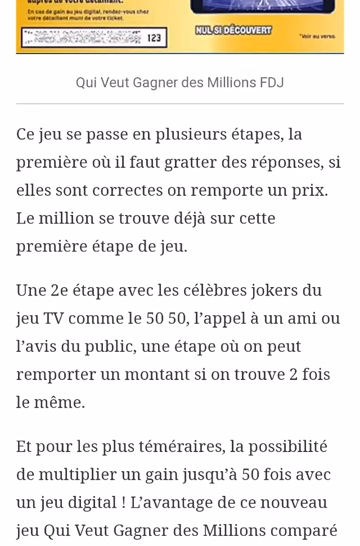 auprès de votre détaillant.
En cas de gain au jeu digital, rendez-vous chez
votre détaillant muni de votre ticket.
123
NUL SI DÉCOUVERT
*Voir au verso.
Qui Veut Gagner des Millions FDJ
Ce jeu se passe en plusieurs étapes, la
première où il faut gratter des réponses, si
elles sont correctes on remporte un prix.
Le million se trouve déjà sur cette
première étape de jeu.
Une 2e étape avec les célèbres jokers du
jeu TV comme le 50 50, l’appel à un ami ou
l’avis du public, une étape où on peut
remporter un montant si on trouve 2 fois
le même.
Et pour les plus téméraires, la possibilité
de multiplier un gain jusqu’à 50 fois avec
un jeu digital ! L’avantage de ce nouveau
jeu Qui Veut Gagner des Millions comparé